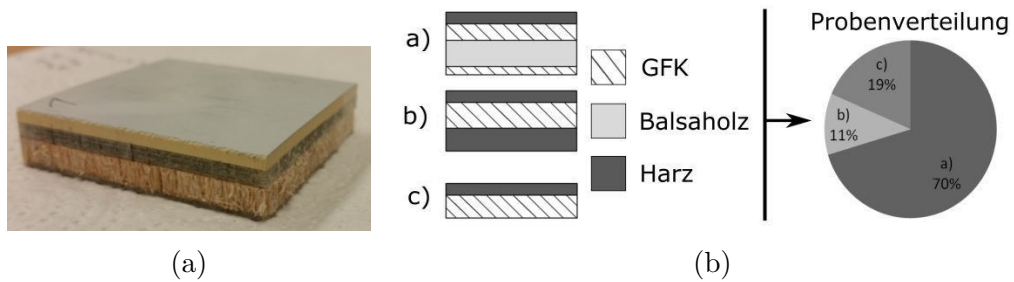 a)
b)
c)
GFK
Balsaholz
Harz
Probenverteilung
c)
19%
b)
11%
a)
70%
(a)
(b)